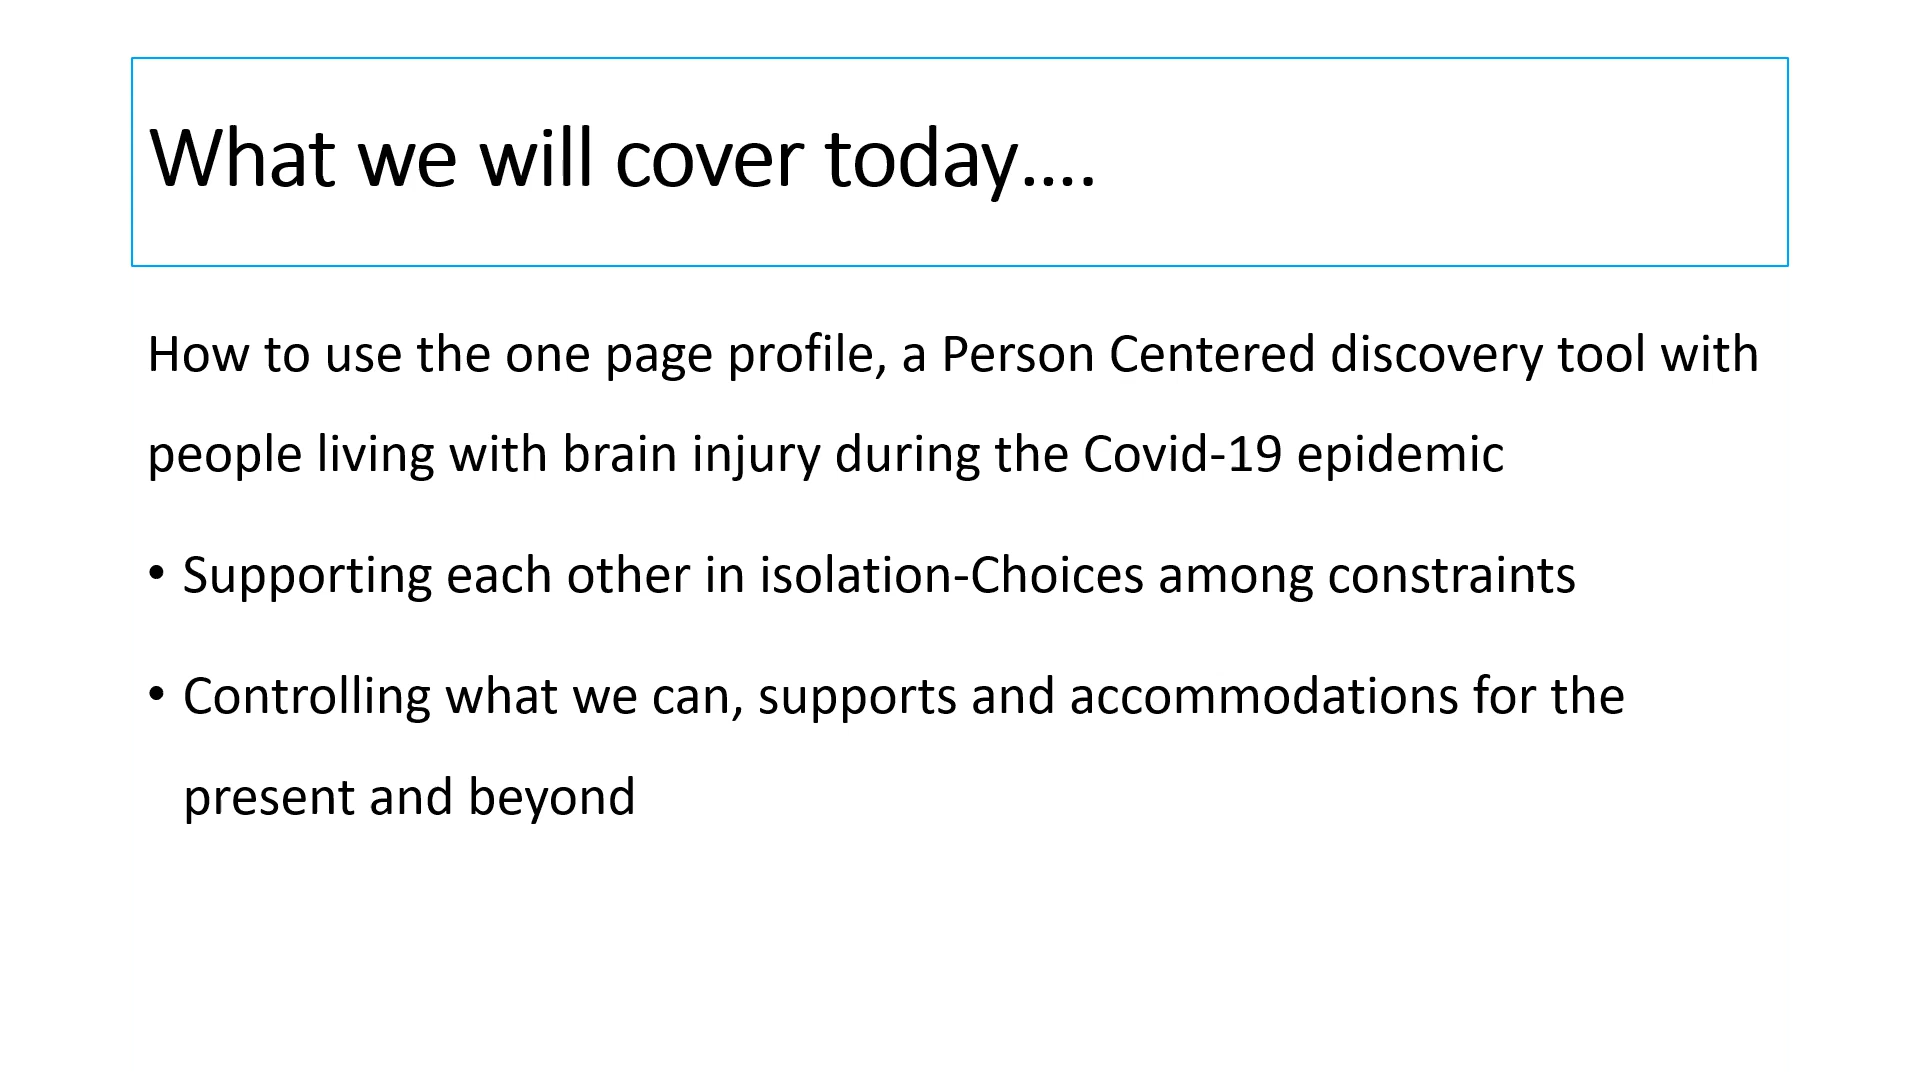 What we will cover today....
How to use the one page profile, a Person Centered discovery tool with
people living with brain injury during the Covid-19 epidemic
• Supporting each other in isolation-Choices among constraints
• Controlling what we can, supports and accommodations for the
present and beyond